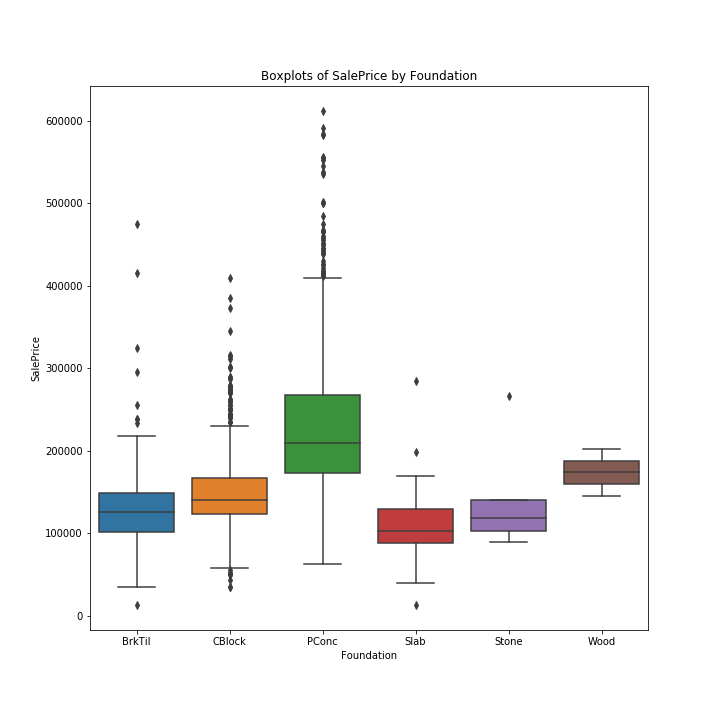 Boxplots of SalePrice by Foundation
600000
500000
400000
300000
200000
100000
0
SalePrice
BrkTil CBlock PConc Slab Stone Wood
Foundation